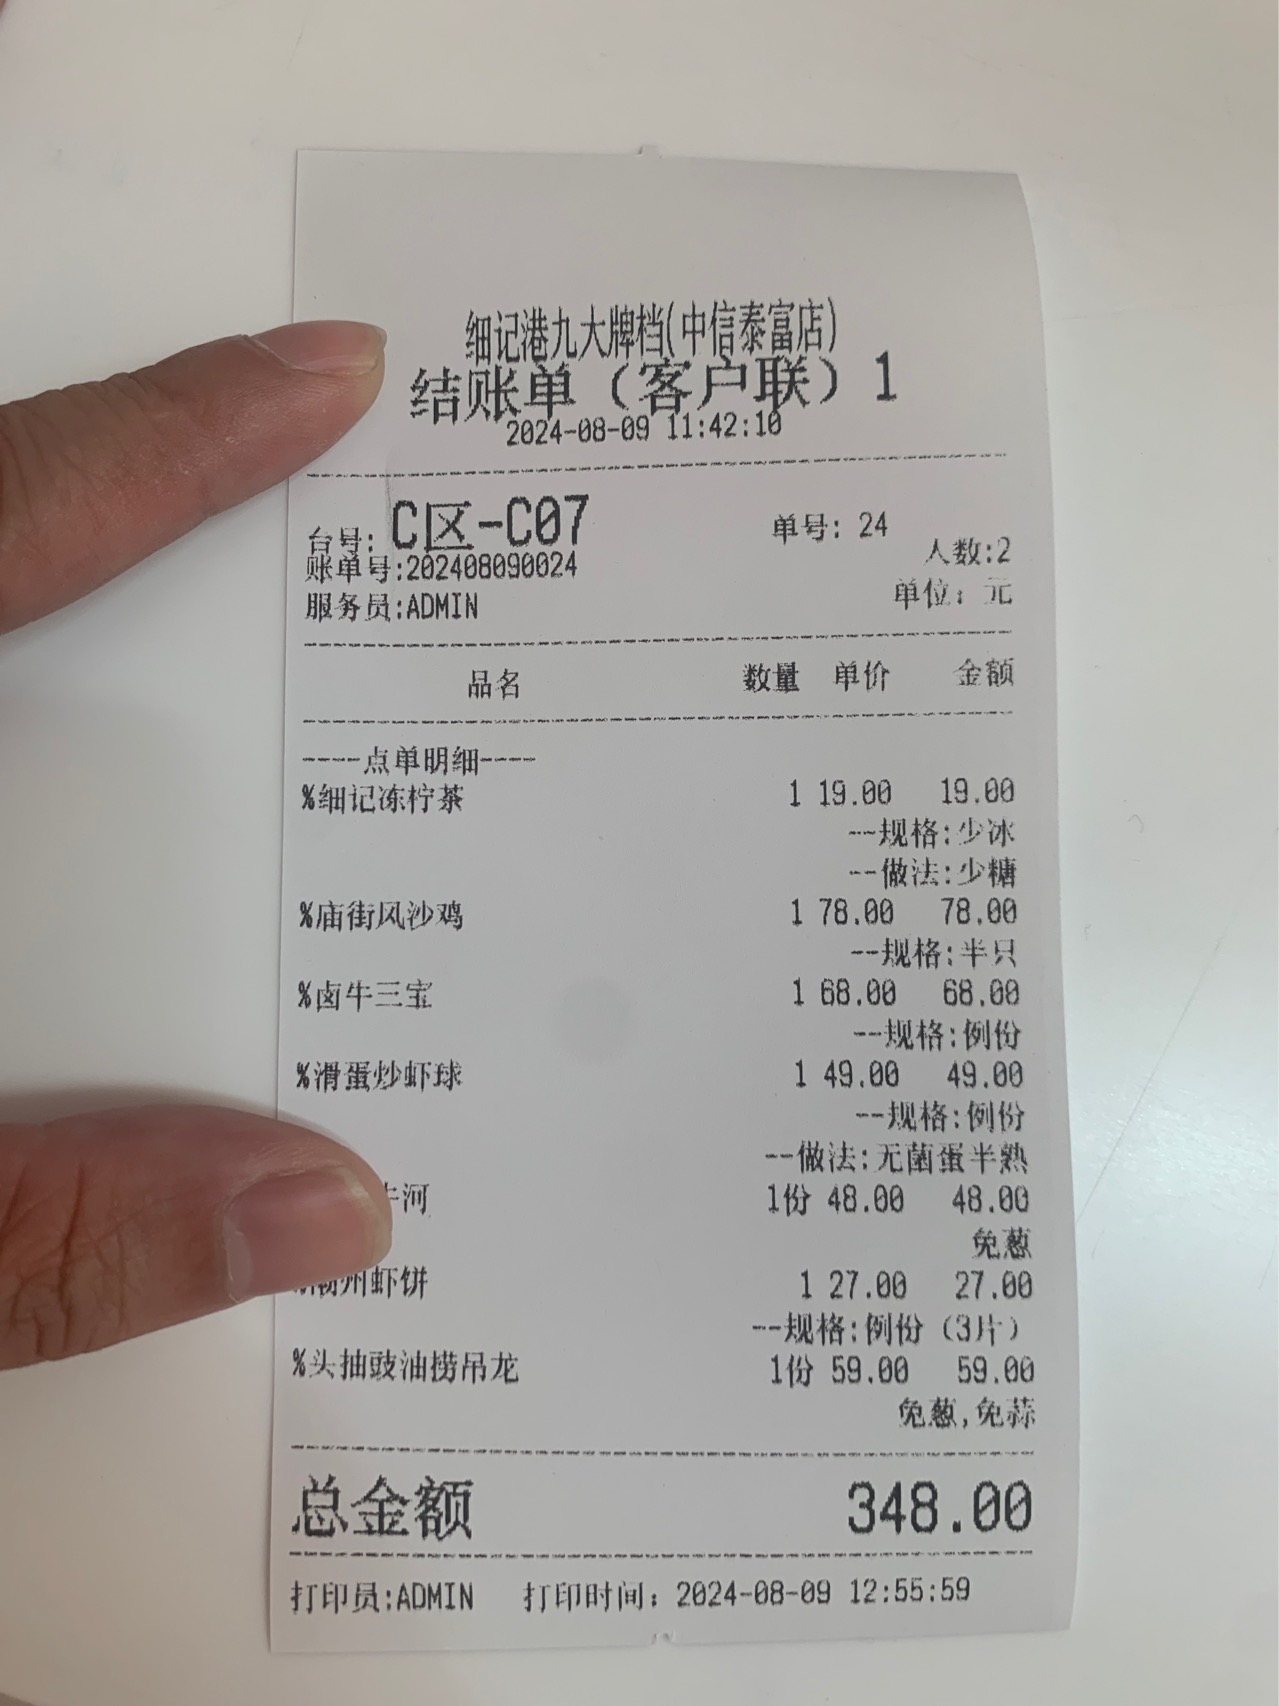 细记港九大牌档(中信泰富店)
结账单（客户联）1
2024-08-09 11:42:10
台号: C区-C07 单号: 24
人数:2
账单号:202408090024
服务员:ADMIN 单位: 元
品名 数量 单价 金额
----点单明细----
%细记冻柠茶 1 19.00 19.00
--规格:少冰
--做法:少糖
%庙街风沙鸡 1 78.00 78.00
--规格:半只
%卤牛三宝 1 68.00 68.00
--规格:例份
%滑蛋炒虾球 1 49.00 49.00
--规格:例份
--做法:无菌蛋半熟
牛河 1份 48.00 48.00
免葱
潮州虾饼 1 27.00 27.00
--规格:例份（3片）
%头抽豉油捞吊龙 1份 59.00 59.00
免葱,免蒜
总金额 348.00
打印员:ADMIN 打印时间: 2024-08-09 12:55:59